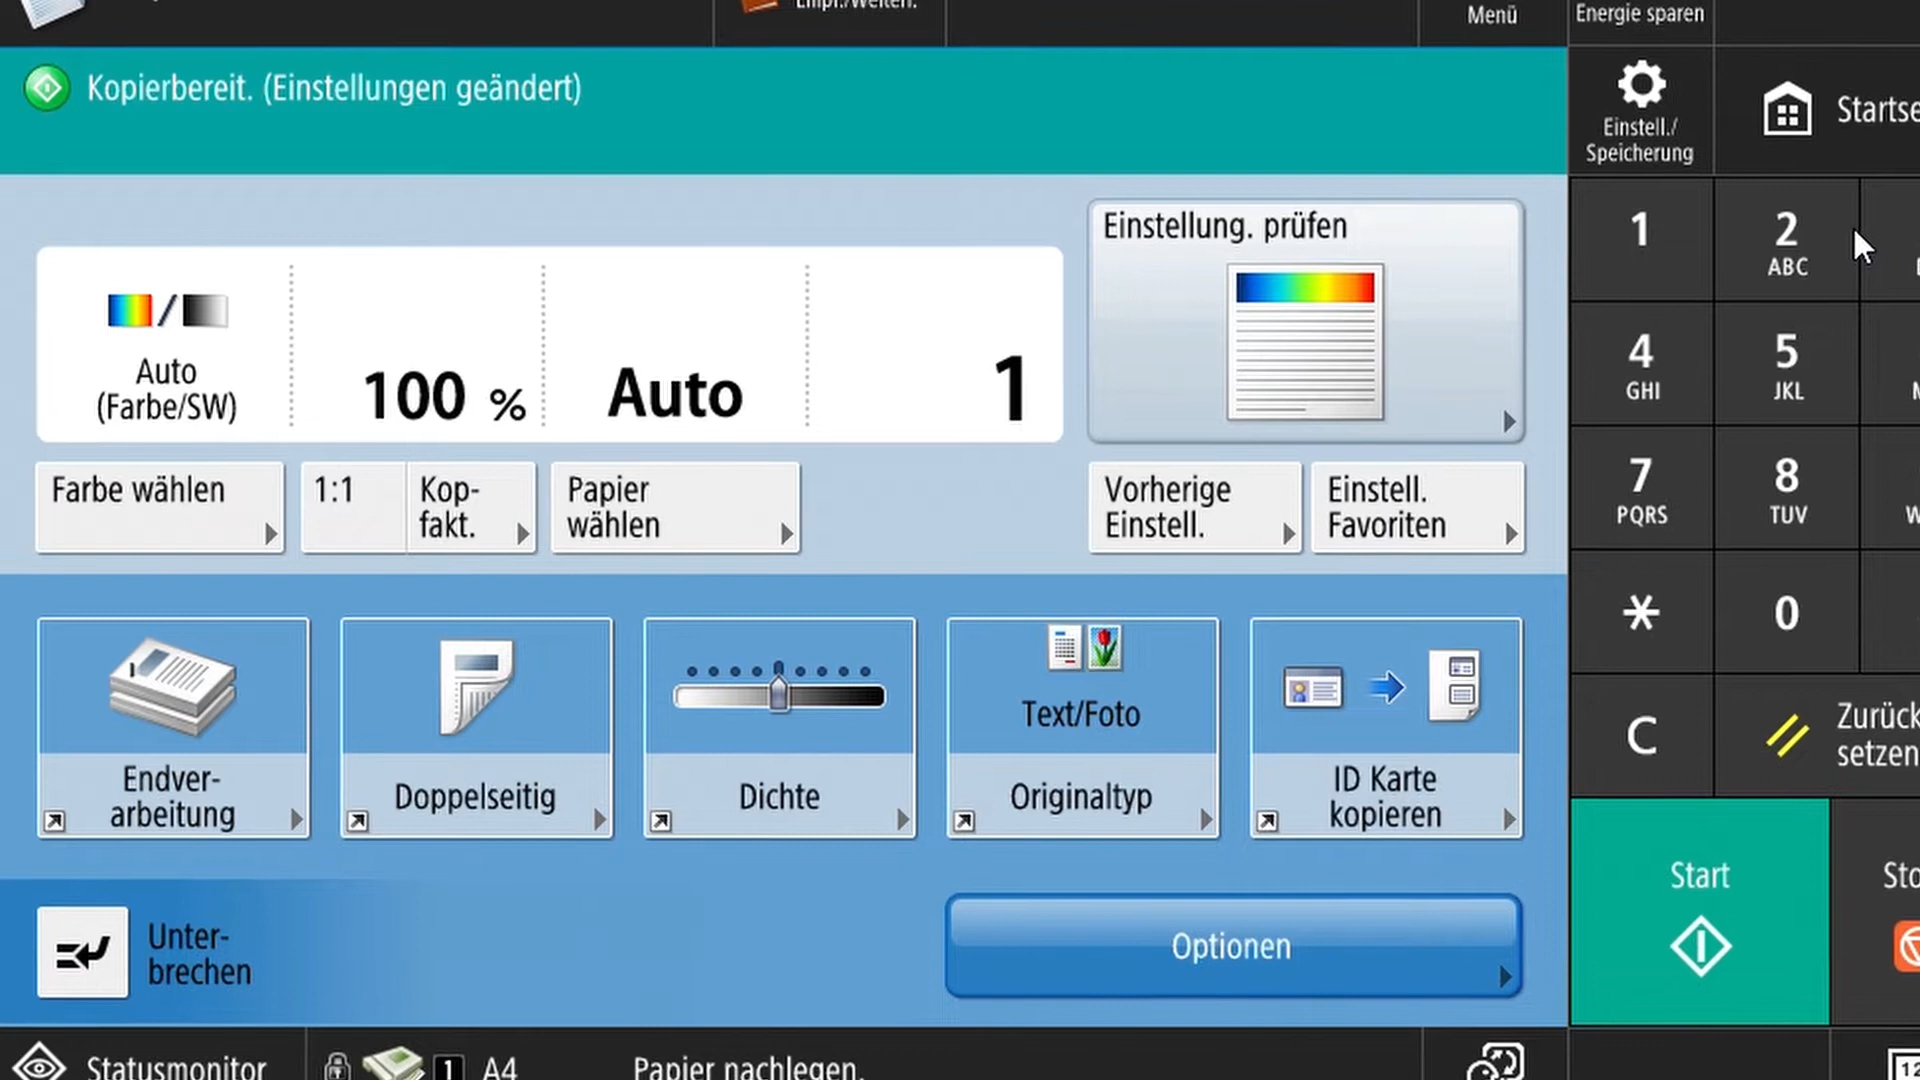 Empf./Weiterl.
Menü
Energie sparen
Kopierbereit. (Einstellungen geändert)
Einstell./
Speicherung
Einstellung. prüfen
Auto
(Farbe/SW)
100 %
Auto
1
Farbe wählen
1:1
Kop-
fakt.
Papier
wählen
Vorherige
Einstell.
Einstell.
Favoriten
Text/Foto
Endver-
arbeitung
Doppelseitig
Dichte
Originaltyp
ID Karte
kopieren
Unter-
brechen
Optionen
1
2
ABC
4
GHI
5
JKL
7
PQRS
8
TUV
*
0
C
Zurück
setzen
Start
Statusmonitor
1
A4
Papier nachlegen.